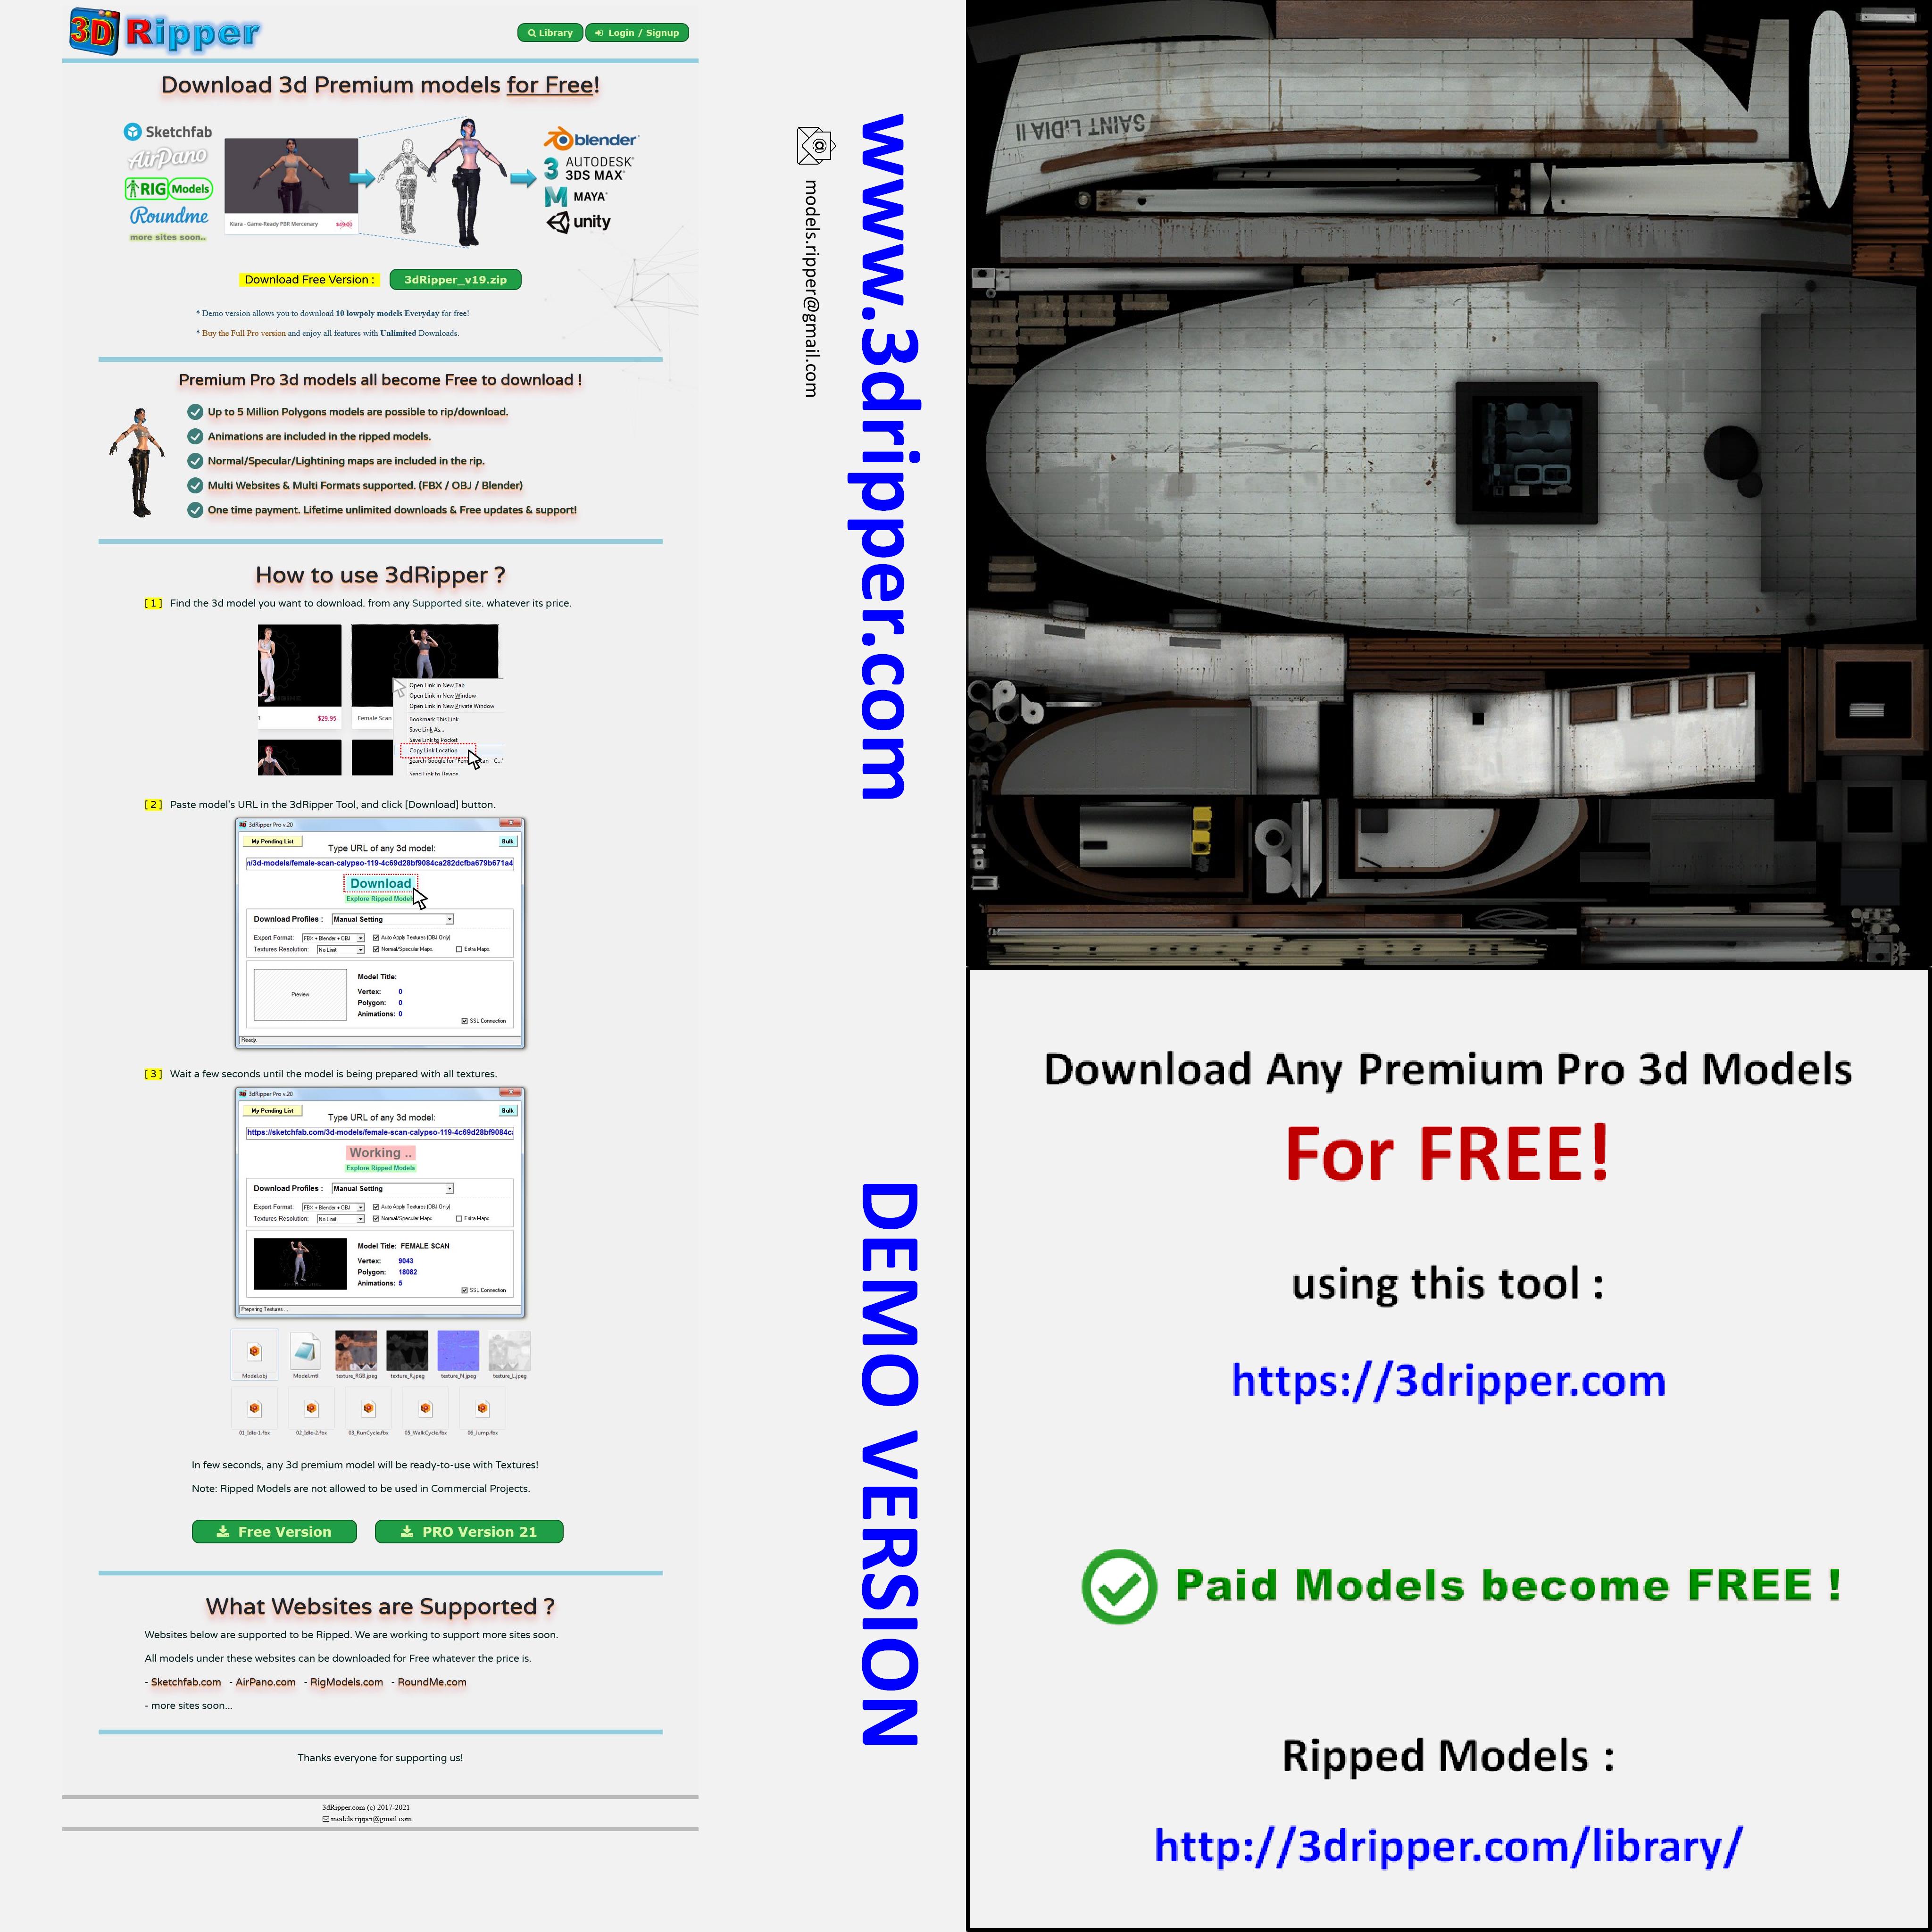 3D Ripper
Library
Login / Signup
Download 3d Premium models for Free!
Sketchfab
AirPano
RIG Models
Roundme
more sites soon..
Kiara - Game-Ready PBR Mercenary
blender
AUTODESK
3DS MAX
MAYA
unity
Download Free Version :
3dRipper_v19.zip
* Demo version allows you to download 10 lowpoly models Everyday for free!
* Buy the Full Pro version and enjoy all features with Unlimited Downloads.
Premium Pro 3d models all become Free to download !
Up to 5 Million Polygons models are possible to rip/download.
Animations are included in the ripped models.
Normal/Specular/Lightining maps are included in the rip.
Multi Websites & Multi Formats supported. (FBX / OBJ / Blender)
One time payment. Lifetime unlimited downloads & Free updates & support!
How to use 3dRipper ?
[ 1 ] Find the 3d model you want to download. from any Supported site. whatever its price.
$29.95
Female Scan
Open Link in New Tab
Open Link in New Window
Open Link in New Private Window
Bookmark This Link
Save Link As...
Save Link to Pocket
Copy Link Location
Search Google for "Fem
can - C...
Send Link to Device
[ 2 ] Paste model's URL in the 3dRipper Tool, and click [Download] button.
3dRipper Pro v.20
My Pending List
Bulk
Type URL of any 3d model:
n/3d-models/female-scan-calypso-119-4c69d28bf9084ca282dcfba679b671a4
Download
Explore Ripped Models
Download Profiles : Manual Setting
Export Format: FBX + Blender + OBJ
Auto Apply Textures (OBJ Only)
Textures Resolution: No Limit
Normal/Specular Maps.
Extra Maps.
Preview
Model Title:
Vertex: 0
Polygon: 0
Animations: 0
SSL Connection
Ready.
[ 3 ] Wait a few seconds until the model is being prepared with all textures.
3dRipper Pro v.20
My Pending List
Bulk
Type URL of any 3d model:
https://sketchfab.com/3d-models/female-scan-calypso-119-4c69d28bf9084ca
Working ..
Explore Ripped Models
Download Profiles : Manual Setting
Export Format: FBX + Blender + OBJ
Auto Apply Textures (OBJ Only)
Textures Resolution: No Limit
Normal/Specular Maps.
Extra Maps.
Model Title: FEMALE SCAN
Vertex: 9043
Polygon: 18082
Animations: 5
SSL Connection
Preparing Textures ...
Model.obj
Model.mtl
texture_RGB.jpeg
texture_R.jpeg
texture_N.jpeg
texture_L.jpeg
01_Idle-1.fbx
02_Idle-2.fbx
03_RunCycle.fbx
05_WalkCycle.fbx
06_Jump.fbx
In few seconds, any 3d premium model will be ready-to-use with Textures!
Note: Ripped Models are not allowed to be used in Commercial Projects.
Free Version
PRO Version 21
What Websites are Supported ?
Websites below are supported to be Ripped. We are working to support more sites soon.
All models under these websites can be downloaded for Free whatever the price is.
- Sketchfab.com - AirPano.com - RigModels.com - RoundMe.com
- more sites soon...
Thanks everyone for supporting us!
3dRipper.com (c) 2017-2021
models.ripper@gmail.com
models.ripper@gmail.com
www.3dripper.com
DEMO VERSION
SAINT LIDIA II
Download Any Premium Pro 3d Models
For FREE!
using this tool :
https://3dripper.com
Paid Models become FREE !
Ripped Models :
http://3dripper.com/library/